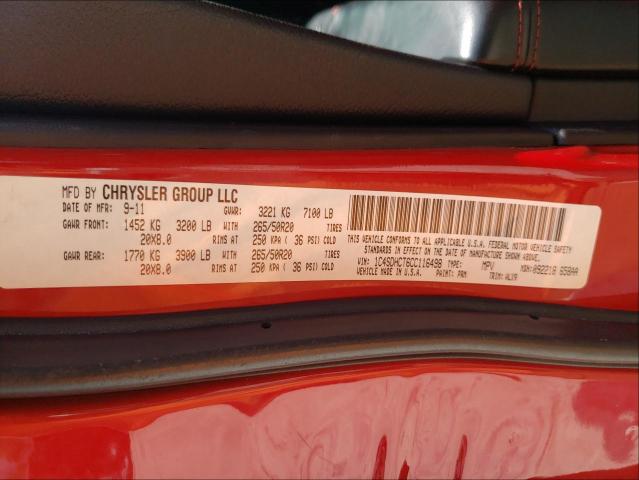 MFD BY CHRYSLER GROUP LLC
DATE OF MFR: 9-11 GVWR: 3221 KG 7100 LB
GAWR FRONT: 1452 KG 3200 LB WITH 265/50R20 TIRES
20X8.0 RIMS AT 250 KPA ( 36 PSI) COLD
GAWR REAR: 1770 KG 3900 LB WITH 265/50R20 TIRES
20X8.0 RIMS AT 250 KPA ( 36 PSI) COLD
THIS VEHICLE CONFORMS TO ALL APPLICABLE U.S.A. FEDERAL MOTOR VEHICLE SAFETY
STANDARDS IN EFFECT ON THE DATE OF MANUFACTURE SHOWN ABOVE.
VIN: 1C4SDHCT6CC116498 TYPE: MPV MDH: 092218 658AA
VEHICLE MADE IN U.S.A. PAINT: PRM TRIM: ALX9